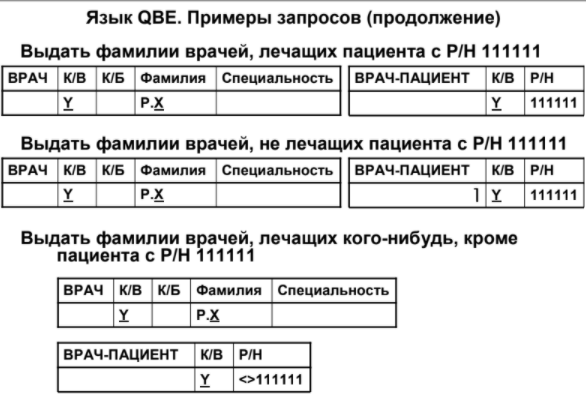 Язык QBE. Примеры запросов (продолжение)
Выдать фамилии врачей, лечащих пациента с Р/Н 111111
ВРАЧ К/В К/Б Фамилия Специальность ВРАЧ-ПАЦИЕНТ К/В Р/Н
Y P.X Y 111111
Выдать фамилии врачей, не лечащих пациента с Р/Н 111111
ВРАЧ К/В К/Б Фамилия Специальность ВРАЧ-ПАЦИЕНТ К/В Р/Н
Y P.X ㄱ Y 111111
Выдать фамилии врачей, лечащих кого-нибудь, кроме
пациента с Р/Н 111111
ВРАЧ К/В К/Б Фамилия Специальность
Y P.X
ВРАЧ-ПАЦИЕНТ К/В Р/Н
Y <>111111